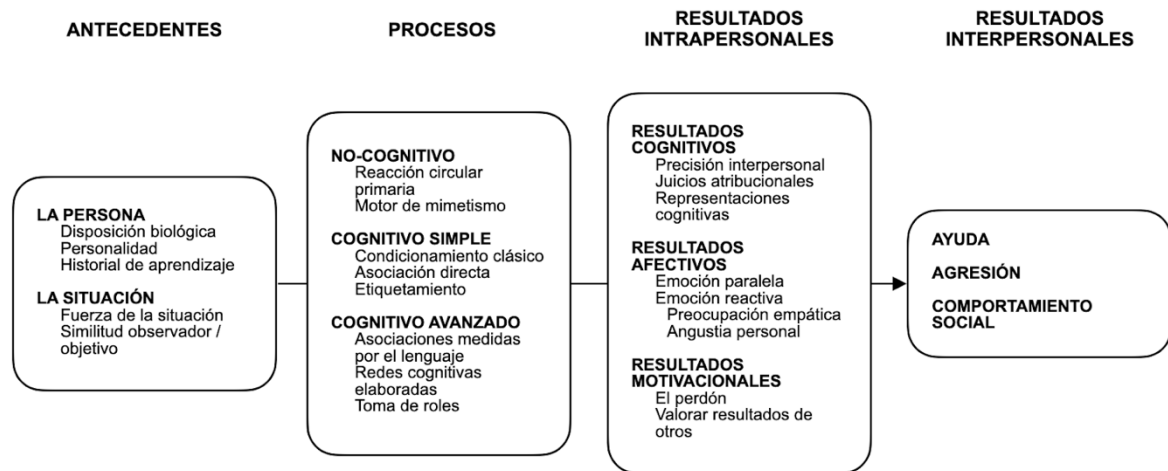 ANTECEDENTES
PROCESOS
RESULTADOS
INTRAPERSONALES
RESULTADOS
INTERPERSONALES
LA PERSONA
Disposición biológica
Personalidad
Historial de aprendizaje
LA SITUACIÓN
Fuerza de la situación
Similitud observador /
objetivo
NO-COGNITIVO
Reacción circular
primaria
Motor de mimetismo
COGNITIVO SIMPLE
Condicionamiento clásico
Asociación directa
Etiquetamiento
COGNITIVO AVANZADO
Asociaciones medidas
por el lenguaje
Redes cognitivas
elaboradas
Toma de roles
RESULTADOS
COGNITIVOS
Precisión interpersonal
Juicios atribucionales
Representaciones
cognitivas
RESULTADOS
AFECTIVOS
Emoción paralela
Emoción reactiva
Preocupación empática
Angustia personal
RESULTADOS
MOTIVACIONALES
El perdón
Valorar resultados de
otros
AYUDA
AGRESIÓN
COMPORTAMIENTO
SOCIAL